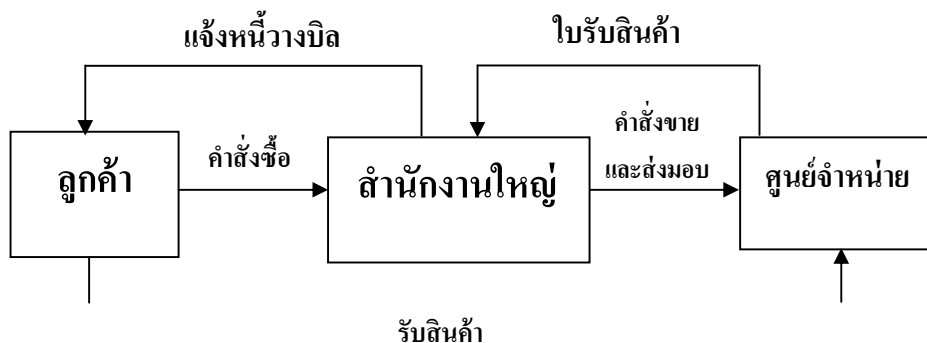 แจ้งหนี้วางบิล
ใบรับสินค้า
ลูกค้า
คำสั่งซื้อ
สำนักงานใหญ่
คำสั่งขาย
และส่งมอบ
ศูนย์จำหน่าย
รับสินค้า